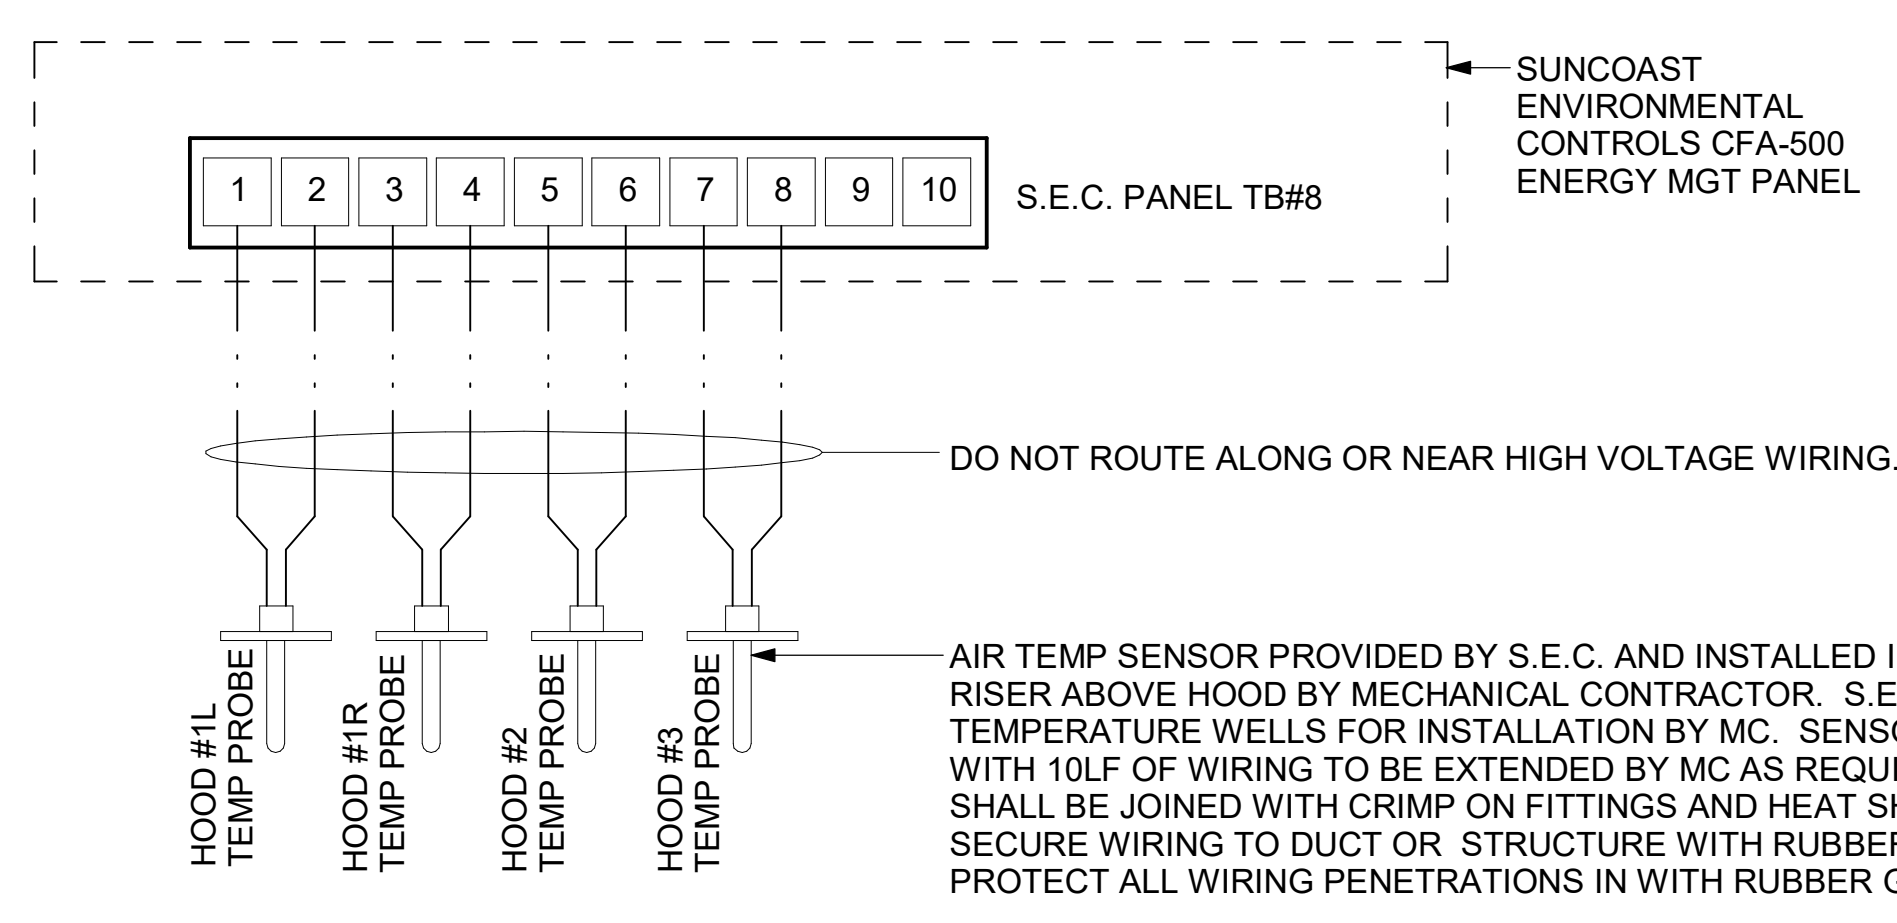 SUNCOAST
ENVIRONMENTAL
CONTROLS CFA-500
ENERGY MGT PANEL
1 2 3 4 5 6 7 8 9 10
S.E.C. PANEL TB#8
DO NOT ROUTE ALONG OR NEAR HIGH VOLTAGE WIRING.
HOOD #1L
TEMP PROBE
HOOD #1R
TEMP PROBE
HOOD #2
TEMP PROBE
HOOD #3
TEMP PROBE
AIR TEMP SENSOR PROVIDED BY S.E.C. AND INSTALLED
RISER ABOVE HOOD BY MECHANICAL CONTRACTOR. S.E
TEMPERATURE WELLS FOR INSTALLATION BY MC. SENSO
WITH 10LF OF WIRING TO BE EXTENDED BY MC AS REQUI
SHALL BE JOINED WITH CRIMP ON FITTINGS AND HEAT SH
SECURE WIRING TO DUCT OR STRUCTURE WITH RUBBER
PROTECT ALL WIRING PENETRATIONS IN WITH RUBBER G